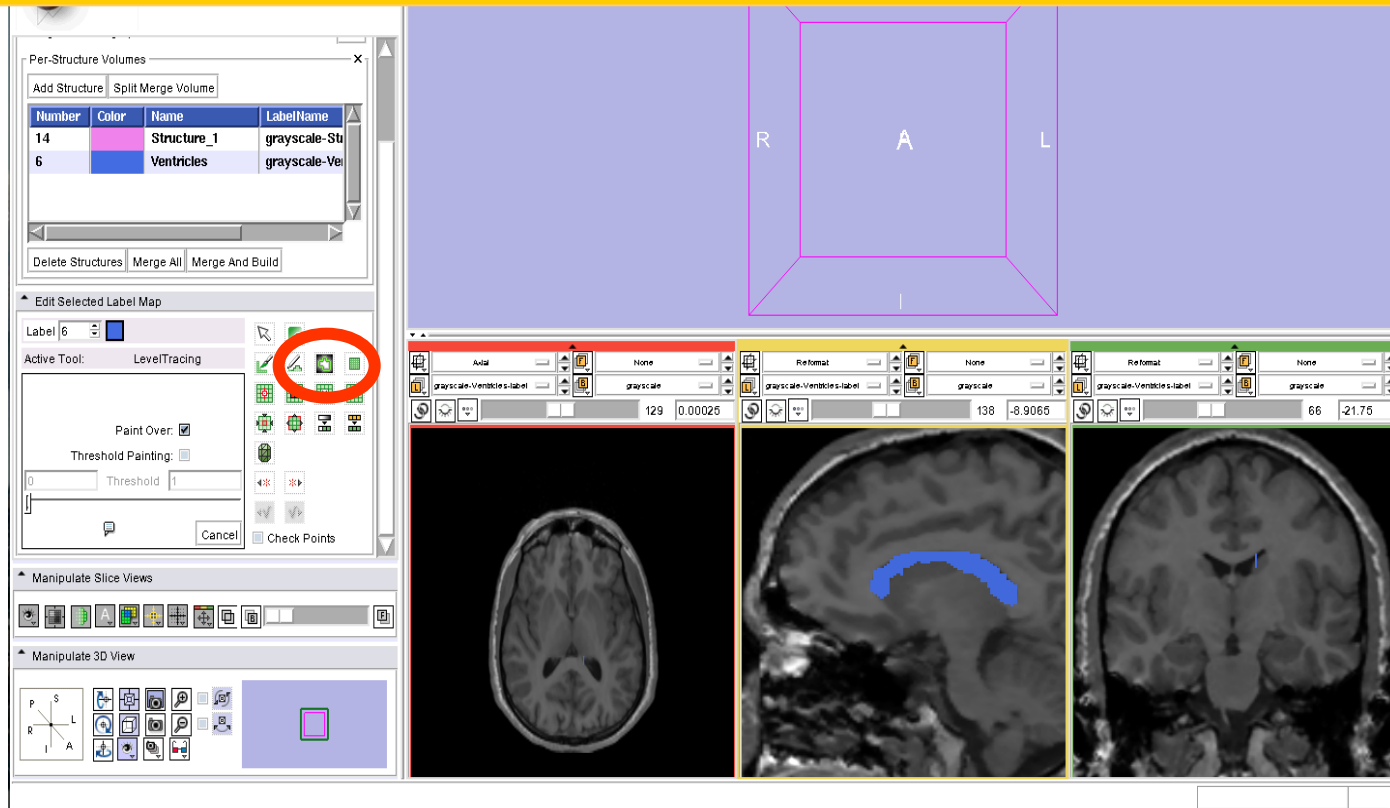 Per-Structure Volumes
Add Structure Split Merge Volume
Number Color Name LabelName
14 Structure_1 grayscale-Stu
6 Ventricles grayscale-Ve
Delete Structures Merge All Merge And Build
Edit Selected Label Map
Label 6
Active Tool: LevelTracing
Paint Over:
Threshold Painting:
0 Threshold 1
Cancel
Check Points
Manipulate Slice Views
Manipulate 3D View
P S
R L
I A
R A L
I
Axial None
grayscale-Ventricles-label grayscale
129 0.00025
Reformat None
grayscale-Ventricles-label grayscale
138 -8.9065
Reformat None
grayscale-Ventricles-label grayscale
66 -21.75